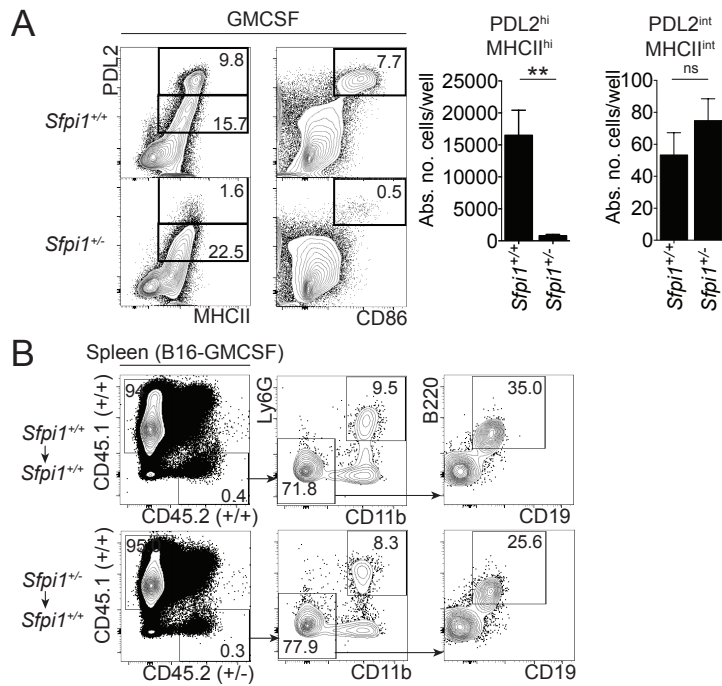 A
GMCSF
PDL2
9.8
7.7
15.7
Sfpi1+/+
1.6
0.5
22.5
Sfpi1+/-
MHCII
CD86
PDL2hi
MHCIIhi
**
Abs. no. cells/well
25000
20000
15000
10000
5000
0
Sfpi1+/+
Sfpi1+/-
PDL2int
MHCIIint
ns
Abs. no. cells/well
100
80
60
40
20
0
Sfpi1+/+
Sfpi1+/-
B
Spleen (B16-GMCSF)
Sfpi1+/+
Sfpi1+/+
CD45.1 (+/+)
0.4
CD45.2 (+/+)
Ly6G
9.5
71.8
CD11b
B220
35.0
CD19
Sfpi1+/-
Sfpi1+/+
CD45.1 (+/+)
0.3
CD45.2 (+/-)
8.3
77.9
CD11b
25.6
CD19